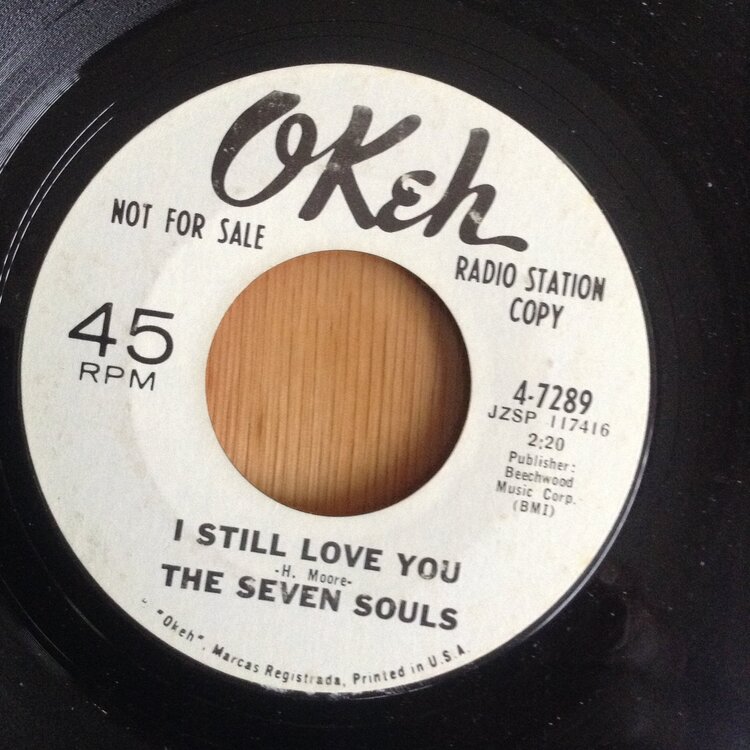 OKeh
NOT FOR SALE
RADIO STATION
COPY
45
RPM
4-7289
JZSP 117416
2:20
Publisher:
Beechwood
Music Corp.
(BMI)
I STILL LOVE YOU
-H. Moore-
THE SEVEN SOULS
"Okeh", Marcas Registrada, Printed in U.S.A.